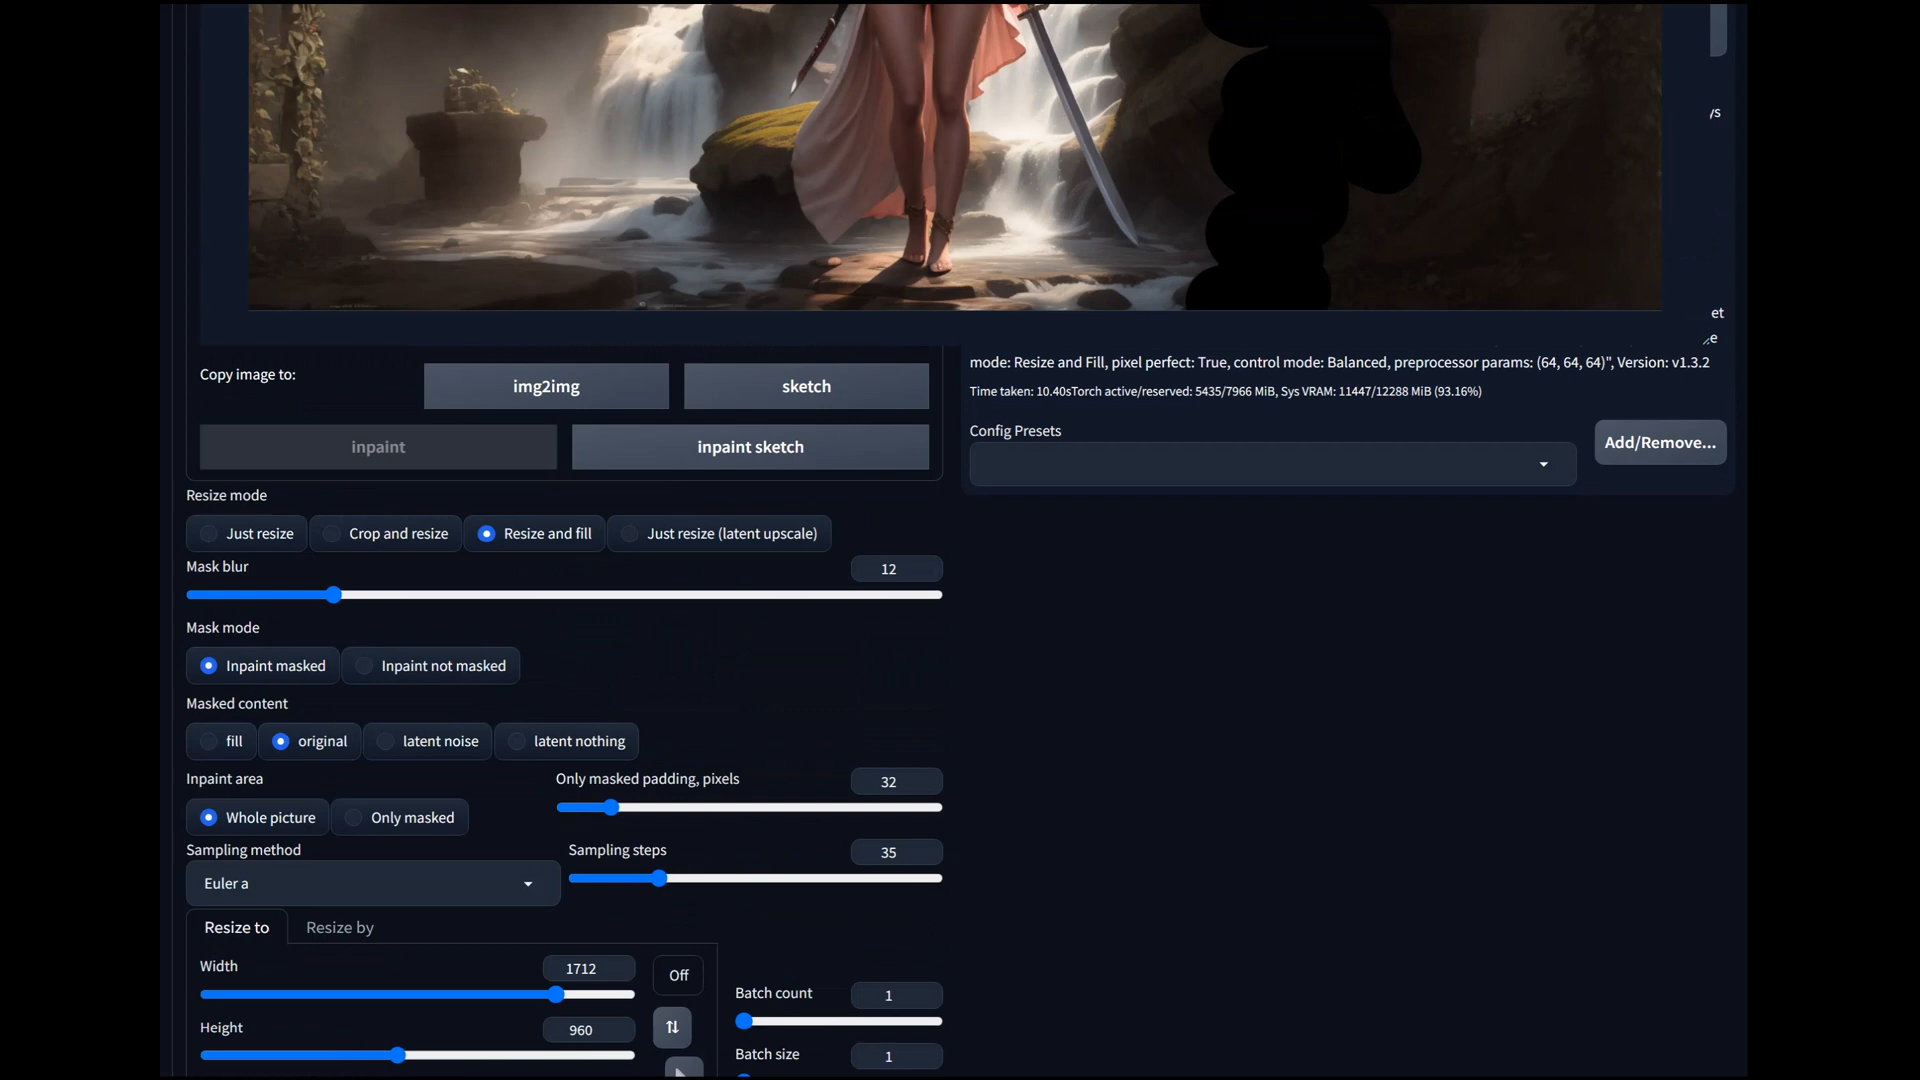 ys
et
e
mode: Resize and Fill, pixel perfect: True, control mode: Balanced, preprocessor params: (64, 64, 64)", Version: v1.3.2
Time taken: 10.40sTorch active/reserved: 5435/7966 MiB, Sys VRAM: 11447/12288 MiB (93.16%)
Copy image to:
img2img
sketch
inpaint
inpaint sketch
Config Presets
Add/Remove...
Resize mode
Just resize
Crop and resize
Resize and fill
Just resize (latent upscale)
Mask blur
12
Mask mode
Inpaint masked
Inpaint not masked
Masked content
fill
original
latent noise
latent nothing
Inpaint area
Whole picture
Only masked
Only masked padding, pixels
32
Sampling method
Euler a
Sampling steps
35
Resize to
Resize by
Width
1712
Off
Height
960
Batch count
1
Batch size
1